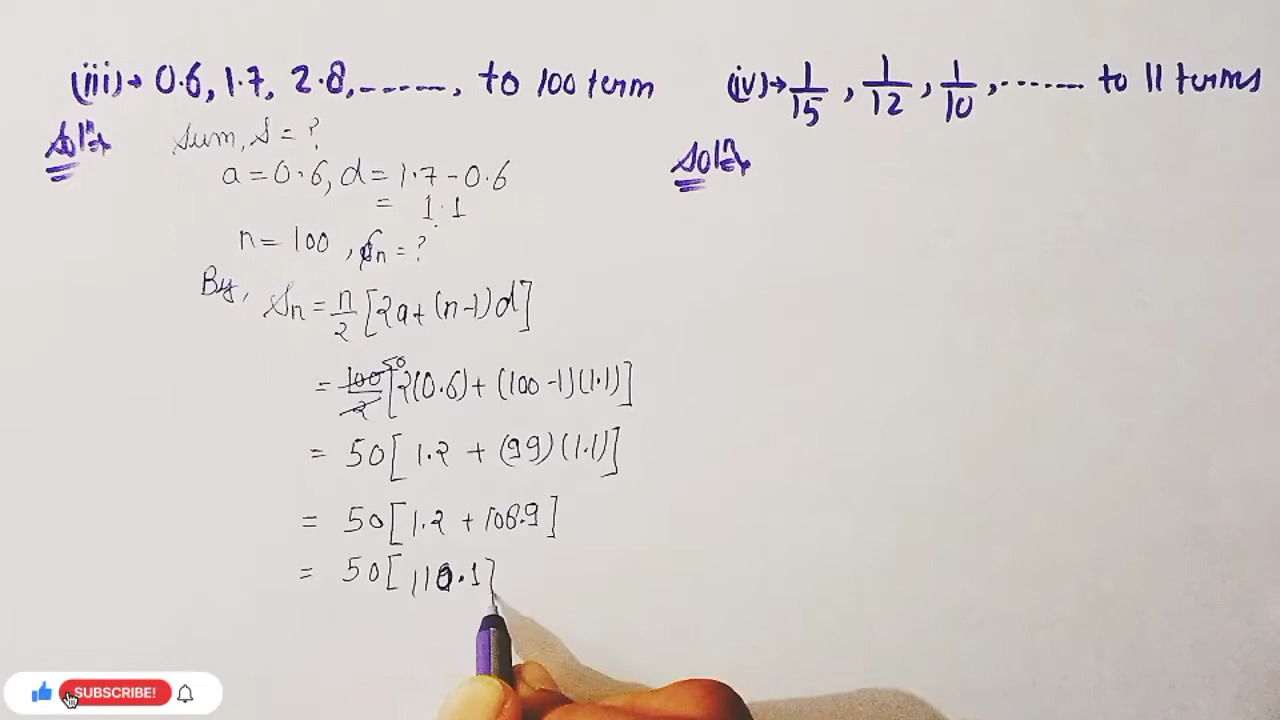 (iii)→ 0.6, 1.7, 2.8, ......, to 100 term
Solⁿ
Sum, S = ?
a = 0.6, d = 1.7 - 0.6
= 1.1
n = 100, Sn = ?
By, Sn = n/2 [2a + (n-1)d]
= 100/2 50 [2(0.6) + (100-1)(1.1)]
= 50[1.2 + (99)(1.1)]
= 50[1.2 + 108.9]
= 50[110.1]
(iv)→ 1/15, 1/12, 1/10, ....... to 11 terms
Solⁿ
SUBSCRIBE!